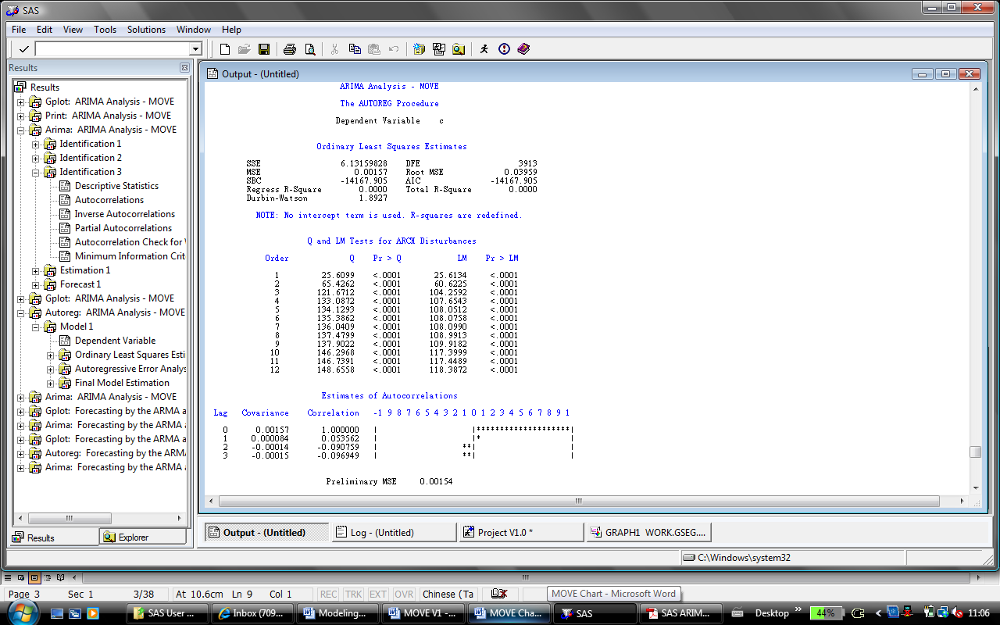 SAS
File Edit View Tools Solutions Window Help
Results
Results
Gplot: ARIMA Analysis - MOVE
Print: ARIMA Analysis - MOVE
Arima: ARIMA Analysis - MOVE
Identification 1
Identification 2
Identification 3
Descriptive Statistics
Autocorrelations
Inverse Autocorrelations
Partial Autocorrelations
Autocorrelation Check for W
Minimum Information Crit
Estimation 1
Forecast 1
Gplot: ARIMA Analysis - MOVE
Autoreg: ARIMA Analysis - MOVE
Model 1
Dependent Variable
Ordinary Least Squares Esti
Autoregressive Error Analys
Final Model Estimation
Arima: ARIMA Analysis - MOVE
Gplot: Forecasting by the ARMA a
Arima: Forecasting by the ARMA a
Gplot: Forecasting by the ARMA a
Autoreg: Forecasting by the ARMA
Arima: Forecasting by the ARMA a
Results Explorer
Output - (Untitled)
ARIMA Analysis - MOVE
The AUTOREG Procedure
Dependent Variable c
Ordinary Least Squares Estimates
SSE 6.13159828 DFE 3913
MSE 0.00157 Root MSE 0.03959
SBC -14167.905 AIC -14167.905
Regress R-Square 0.0000 Total R-Square 0.0000
Durbin-Watson 1.8927
NOTE: No intercept term is used. R-squares are redefined.
Q and LM Tests for ARCH Disturbances
Order Q Pr > Q LM Pr > LM
1 25.6099 <.0001 25.6134 <.0001
2 65.4262 <.0001 60.6225 <.0001
3 121.6712 <.0001 104.2592 <.0001
4 133.0872 <.0001 107.6543 <.0001
5 134.1293 <.0001 108.0512 <.0001
6 135.3862 <.0001 108.0758 <.0001
7 136.0409 <.0001 108.0990 <.0001
8 137.4799 <.0001 108.9913 <.0001
9 137.9022 <.0001 109.9182 <.0001
10 146.2968 <.0001 117.3999 <.0001
11 146.7391 <.0001 117.4489 <.0001
12 148.6558 <.0001 118.3872 <.0001
Estimates of Autocorrelations
Lag Covariance Correlation -1 9 8 7 6 5 4 3 2 1 0 1 2 3 4 5 6 7 8 9 1
0 0.00157 1.000000 | |********************|
1 0.000084 0.053562 | |* |
2 -0.00014 -0.090759 | **| |
3 -0.00015 -0.096949 | **| |
Preliminary MSE 0.00154
Output - (Untitled) Log - (Untitled) Project V1.0 * GRAPH1 WORK.GSEG....
C:\Windows\system32
Page 3 Sec 1 3/38 At 10.6cm Ln 9 Col 1 REC TRK EXT OVR Chinese (Ta
MOVE Chart - Microsoft Word
SAS User ... Inbox (709... Modeling... MOVE V1 -... MOVE Cha... SAS SAS ARIM... Desktop » 44% 11:06